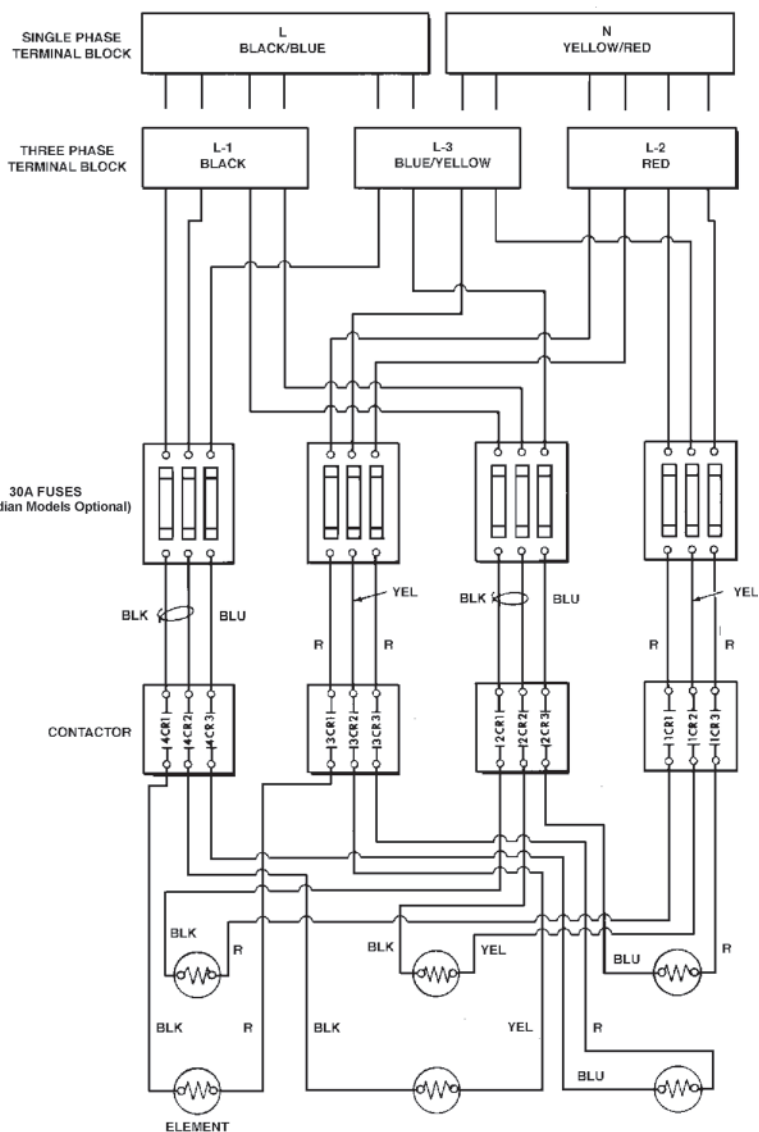 SINGLE PHASE
TERMINAL BLOCK
L
BLACK/BLUE
N
YELLOW/RED
THREE PHASE
TERMINAL BLOCK
L-1
BLACK
L-3
BLUE/YELLOW
L-2
RED
30A FUSES
dian Models Optional)
BLK
BLU
YEL
R
R
BLK
BLU
YEL
R
R
CONTACTOR
4CR1
4CR2
4CR3
3CR1
3CR2
3CR3
2CR1
2CR2
2CR3
1CR1
1CR2
1CR3
BLK
R
BLK
YEL
BLU
R
BLK
R
BLK
YEL
R
BLU
ELEMENT